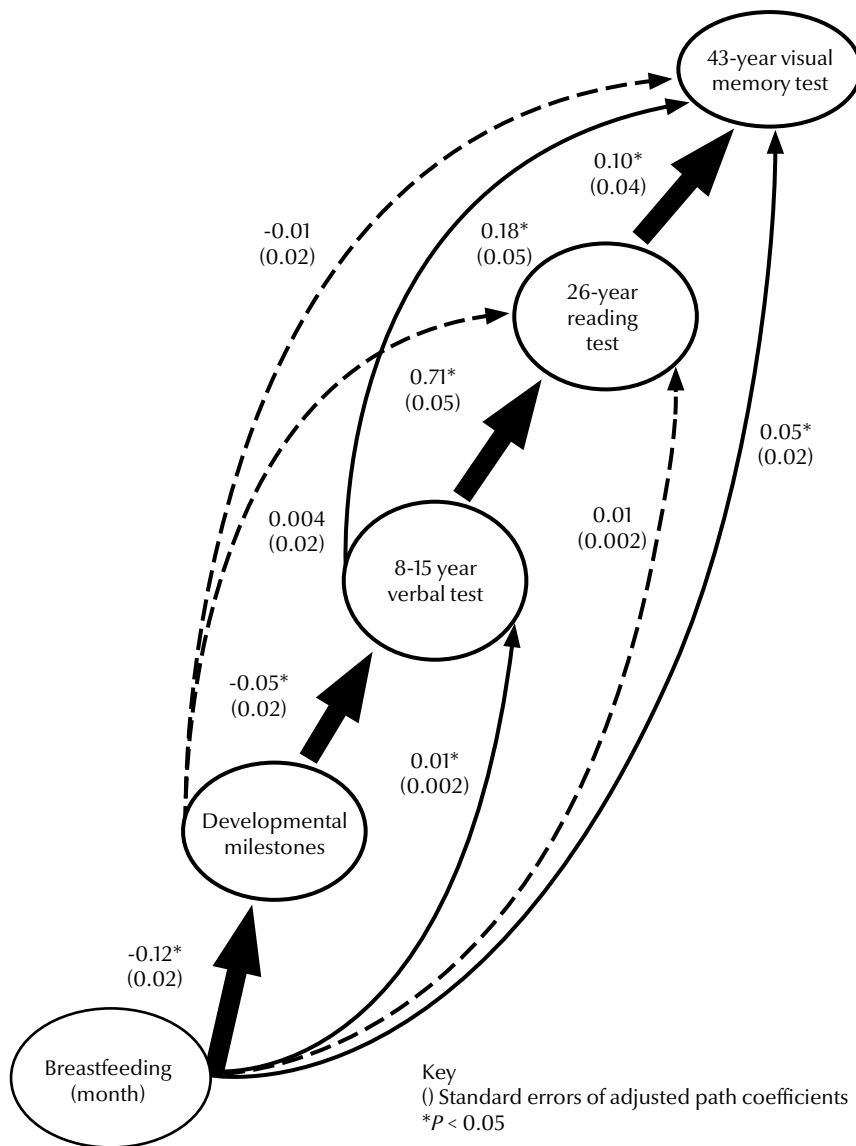 43-year visual
memory test
0.10*
(0.04)
-0.01
(0.02)
0.18*
(0.05)
26-year
reading
test
0.71*
(0.05)
0.05*
(0.02)
0.004
(0.02)
0.01
(0.002)
8-15 year
verbal test
-0.05*
(0.02)
0.01*
(0.002)
Developmental
milestones
-0.12*
(0.02)
Breastfeeding
(month)
Key
() Standard errors of adjusted path coefficients
*P < 0.05